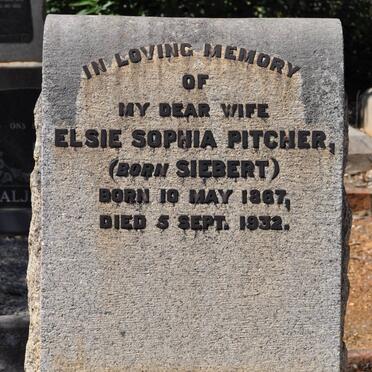 IN LOVING MEMORY
OF
MY DEAR WIFE
ELSIE SOPHIA PITCHER,
(BORN SIEBERT)
BORN 10 MAY 1867,
DIED 5 SEPT. 1932.